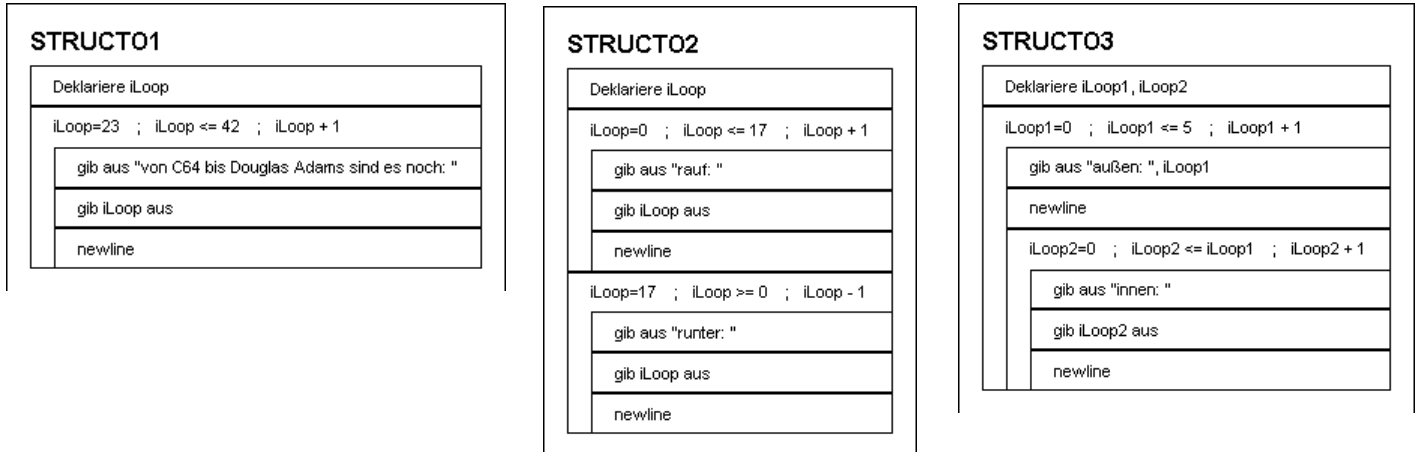 STRUCTO1
Deklariere iLoop
iLoop=23 ; iLoop <= 42 ; iLoop + 1
gib aus "von C64 bis Douglas Adams sind es noch: "
gib iLoop aus
newline
STRUCTO2
Deklariere iLoop
iLoop=0 ; iLoop <= 17 ; iLoop + 1
gib aus "rauf: "
gib iLoop aus
newline
iLoop=17 ; iLoop >= 0 ; iLoop - 1
gib aus "runter: "
gib iLoop aus
newline
STRUCTO3
Deklariere iLoop1, iLoop2
iLoop1=0 ; iLoop1 <= 5 ; iLoop1 + 1
gib aus "außen: ", iLoop1
newline
iLoop2=0 ; iLoop2 <= iLoop1 ; iLoop2 + 1
gib aus "innen: "
gib iLoop2 aus
newline